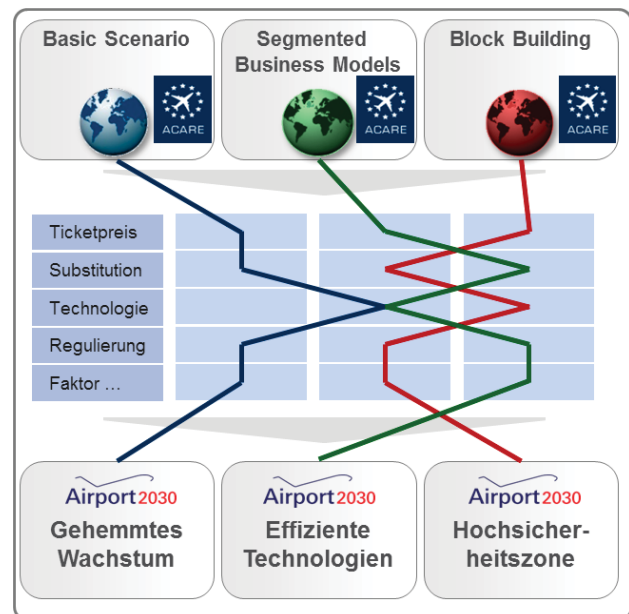 Basic Scenario
ACARE
Segmented
Business Models
ACARE
Block Building
ACARE
Ticketpreis
Substitution
Technologie
Regulierung
Faktor ...
Airport2030
Gehemmtes
Wachstum
Airport2030
Effiziente
Technologien
Airport2030
Hochsicher-
heitszone